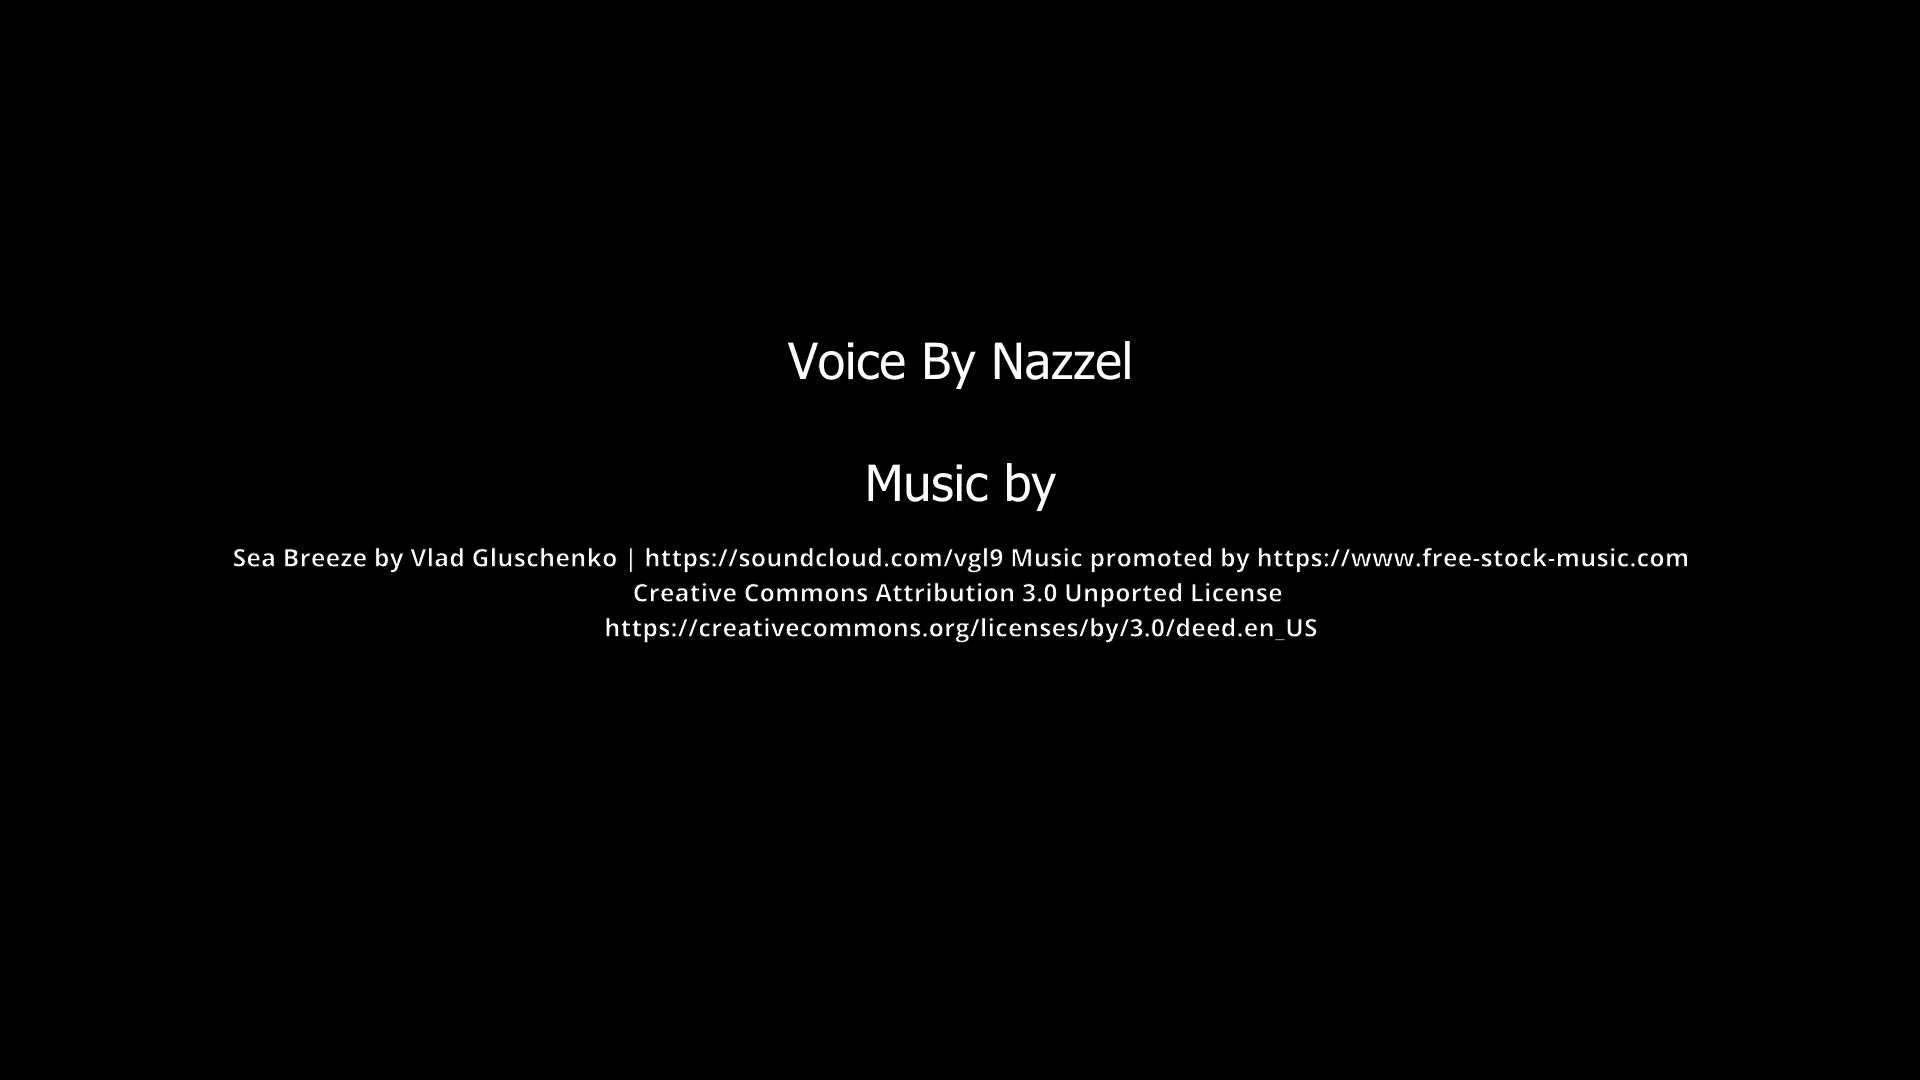 Voice By Nazzel
Music by
Sea Breeze by Vlad Gluschenko | https://soundcloud.com/vgl9 Music promoted by https://www.free-stock-music.com
Creative Commons Attribution 3.0 Unported License
https://creativecommons.org/licenses/by/3.0/deed.en_US